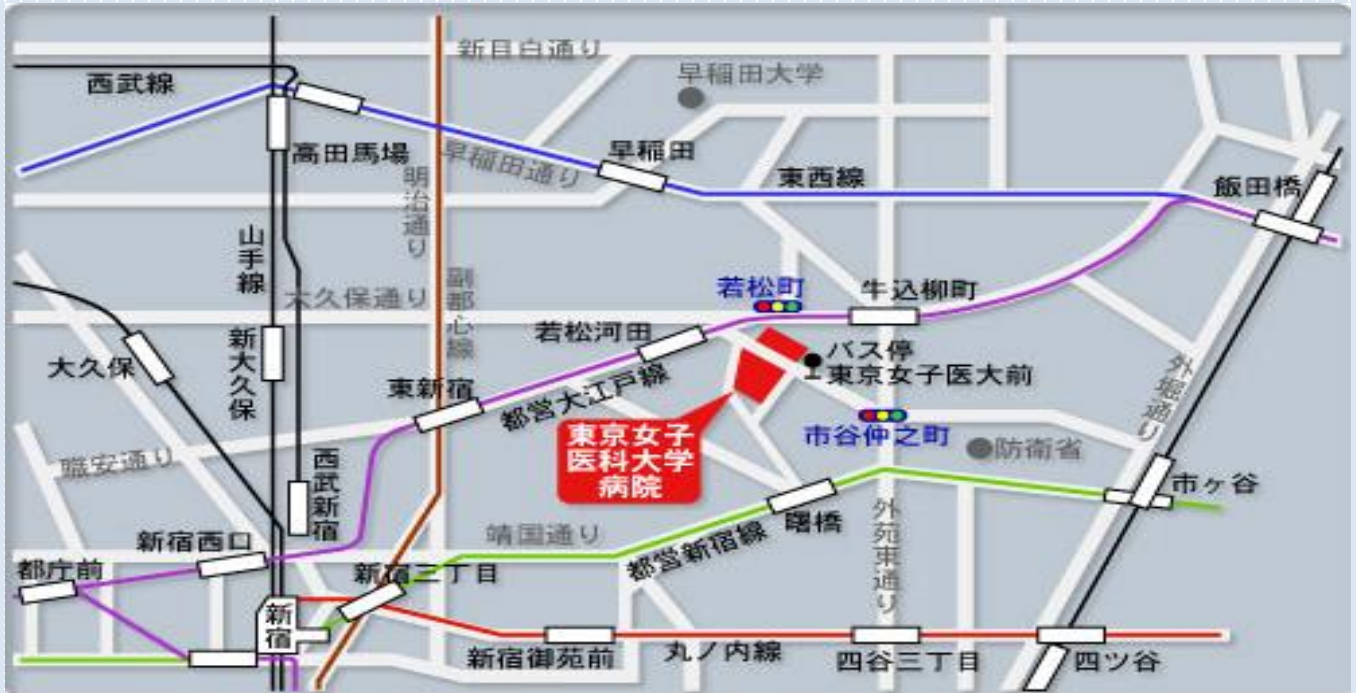 新目白通り
早稲田大学
西武線
高田馬場
早稲田通り
早稲田
東西線
飯田橋
明治通り
山手線
副都心線
大久保通り
若松町
牛込柳町
若松河田
バス停
東京女子医大前
大久保
新大久保
東新宿
都営大江戸線
外堀通り
東京女子
医科大学
病院
市谷仲之町
防衛省
職安通り
西武新宿
市ヶ谷
曙橋
新宿西口
靖国通り
都営新宿線
外苑東通り
都庁前
新宿三丁目
新宿
新宿御苑前
丸ノ内線
四谷三丁目
四ツ谷